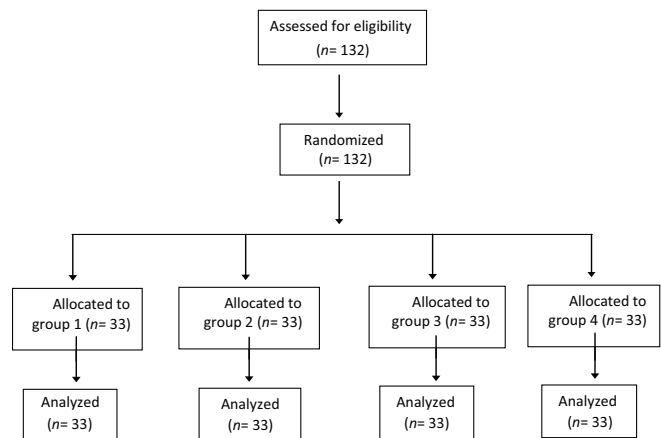 Assessed for eligibility
(n= 132)
Randomized
(n= 132)
Allocated to
group 1 (n= 33)
Allocated to
group 2 (n= 33)
Allocated to
group 3 (n= 33)
Allocated to
group 4 (n= 33)
Analyzed
(n= 33)
Analyzed
(n= 33)
Analyzed
(n= 33)
Analyzed
(n= 33)